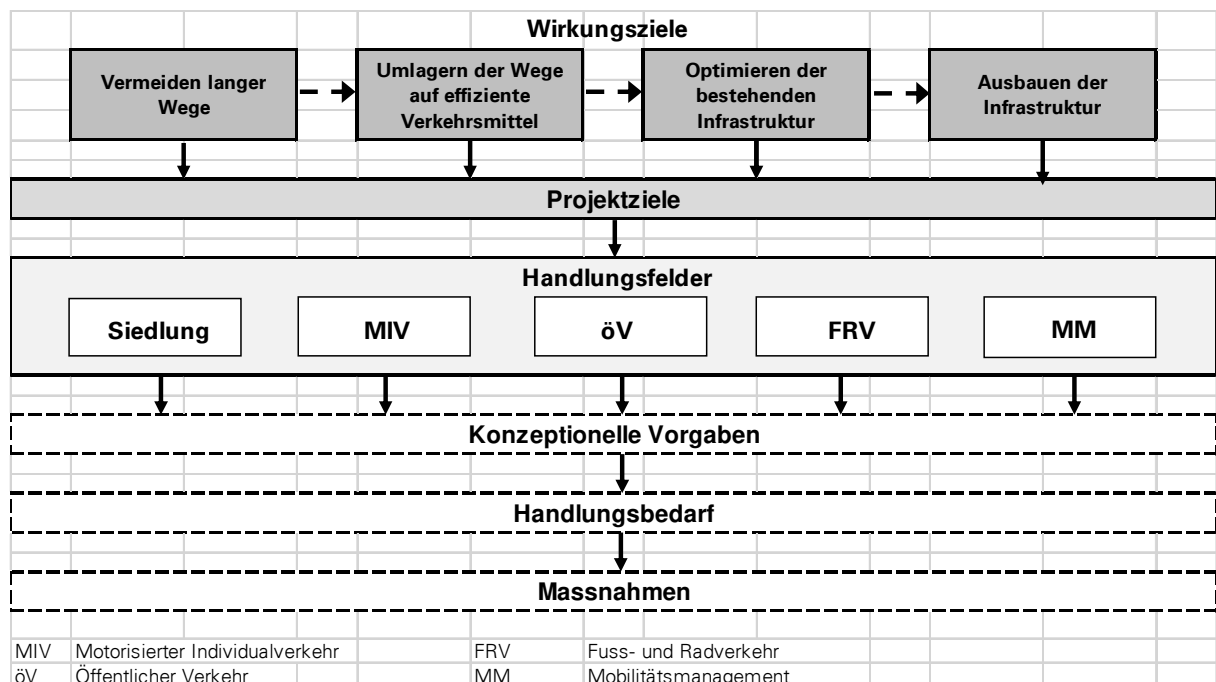 Wirkungsziele
Vermeiden langer
Wege
Umlagern der Wege
auf effiziente
Verkehrsmittel
Optimieren der
bestehenden
Infrastruktur
Ausbauen der
Infrastruktur
Projektziele
Handlungsfelder
Siedlung
MIV
öV
FRV
MM
Konzeptionelle Vorgaben
Handlungsbedarf
Massnahmen
MIV Motorisierter Individualverkehr FRV Fuss- und Radverkehr
öV Öffentlicher Verkehr MM Mobilitätsmanagement